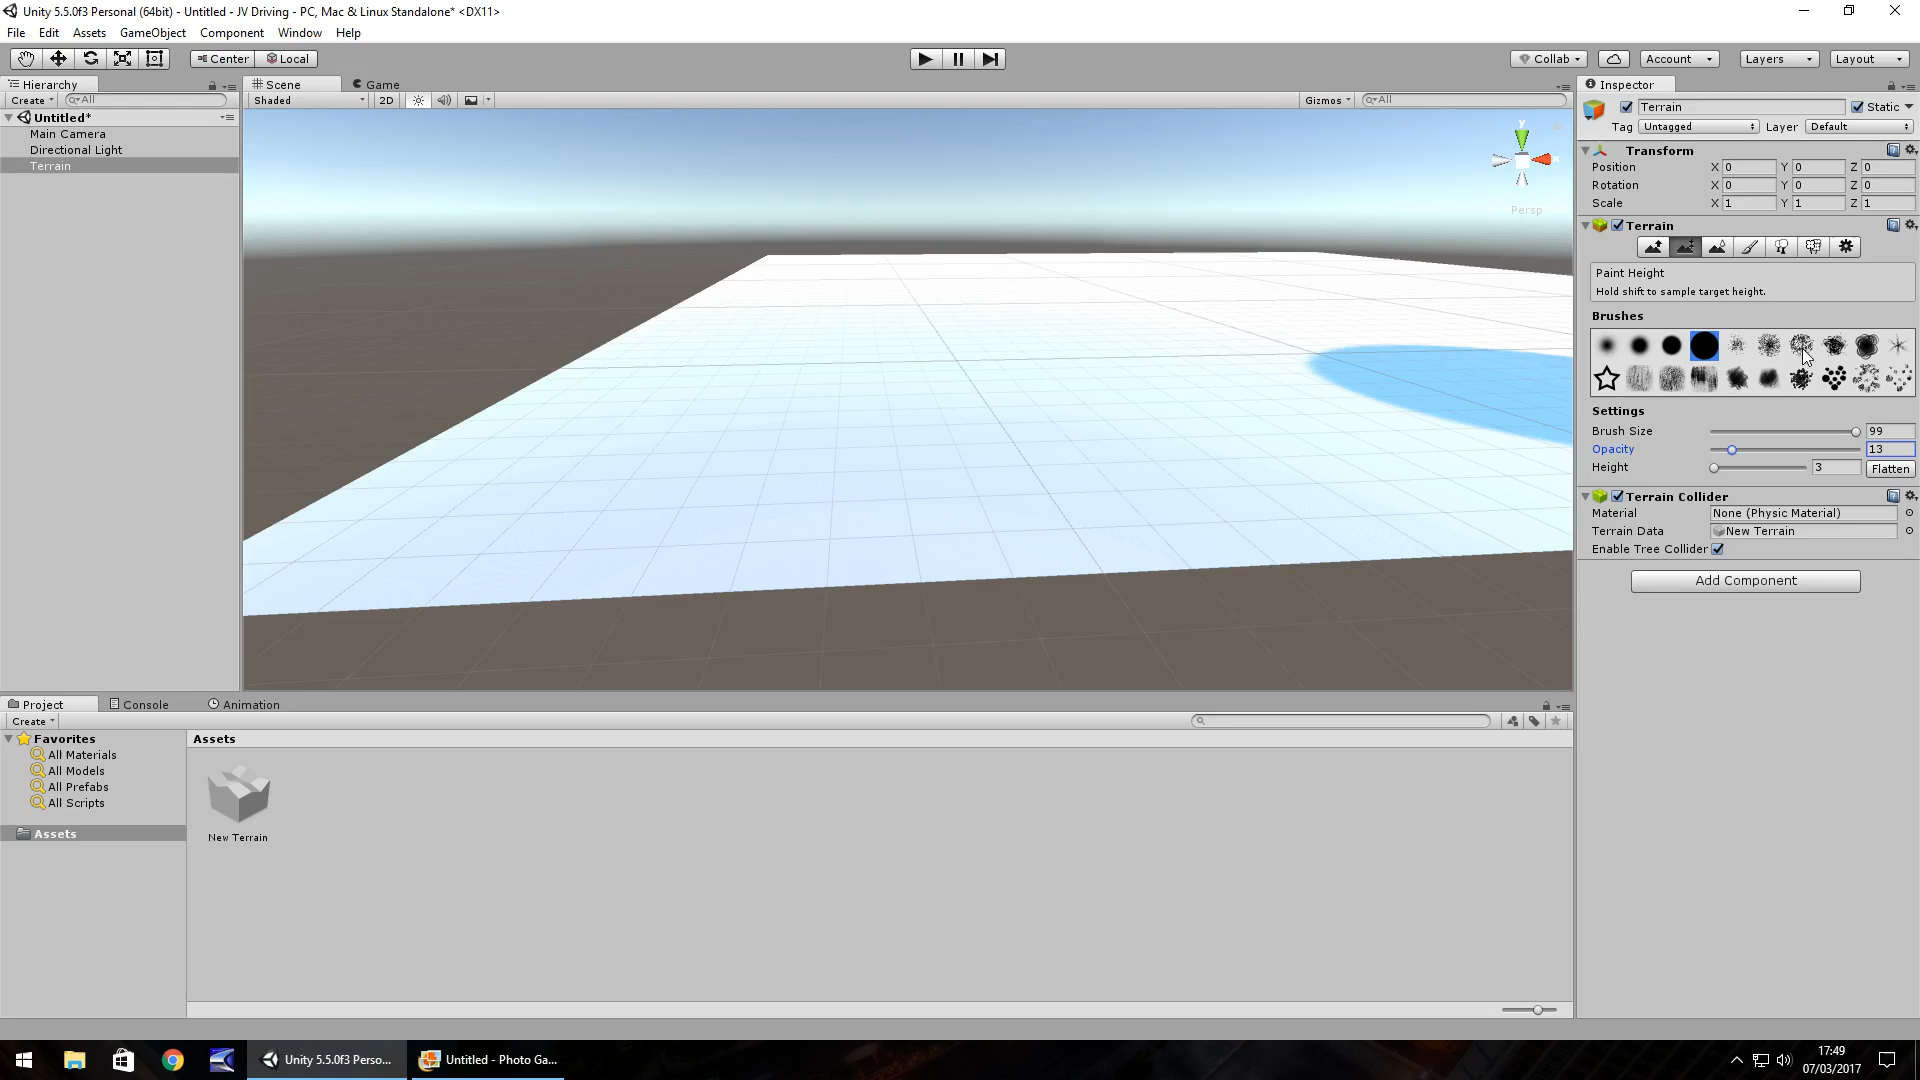 Unity 5.5.0f3 Personal (64bit) - Untitled - JV Driving - PC, Mac & Linux Standalone* <DX11>
File Edit Assets GameObject Component Window Help
Center Local Collab Account Layers Layout
Hierarchy
Create All
Untitled*
Main Camera
Directional Light
Terrain
Scene Game
Shaded 2D Gizmos All
y
x
Persp
Inspector
Terrain Static
Tag Untagged Layer Default
Transform
Position X 0 Y 0 Z 0
Rotation X 0 Y 0 Z 0
Scale X 1 Y 1 Z 1
Terrain
Paint Height
Hold shift to sample target height.
Brushes
Settings
Brush Size 99
Opacity 13
Height 3 Flatten
Terrain Collider
Material None (Physic Material)
Terrain Data New Terrain
Enable Tree Collider
Add Component
Project Console Animation
Create
Favorites
All Materials
All Models
All Prefabs
All Scripts
Assets
Assets
New Terrain
Unity 5.5.0f3 Perso...
Untitled - Photo Ga...
17:49
07/03/2017